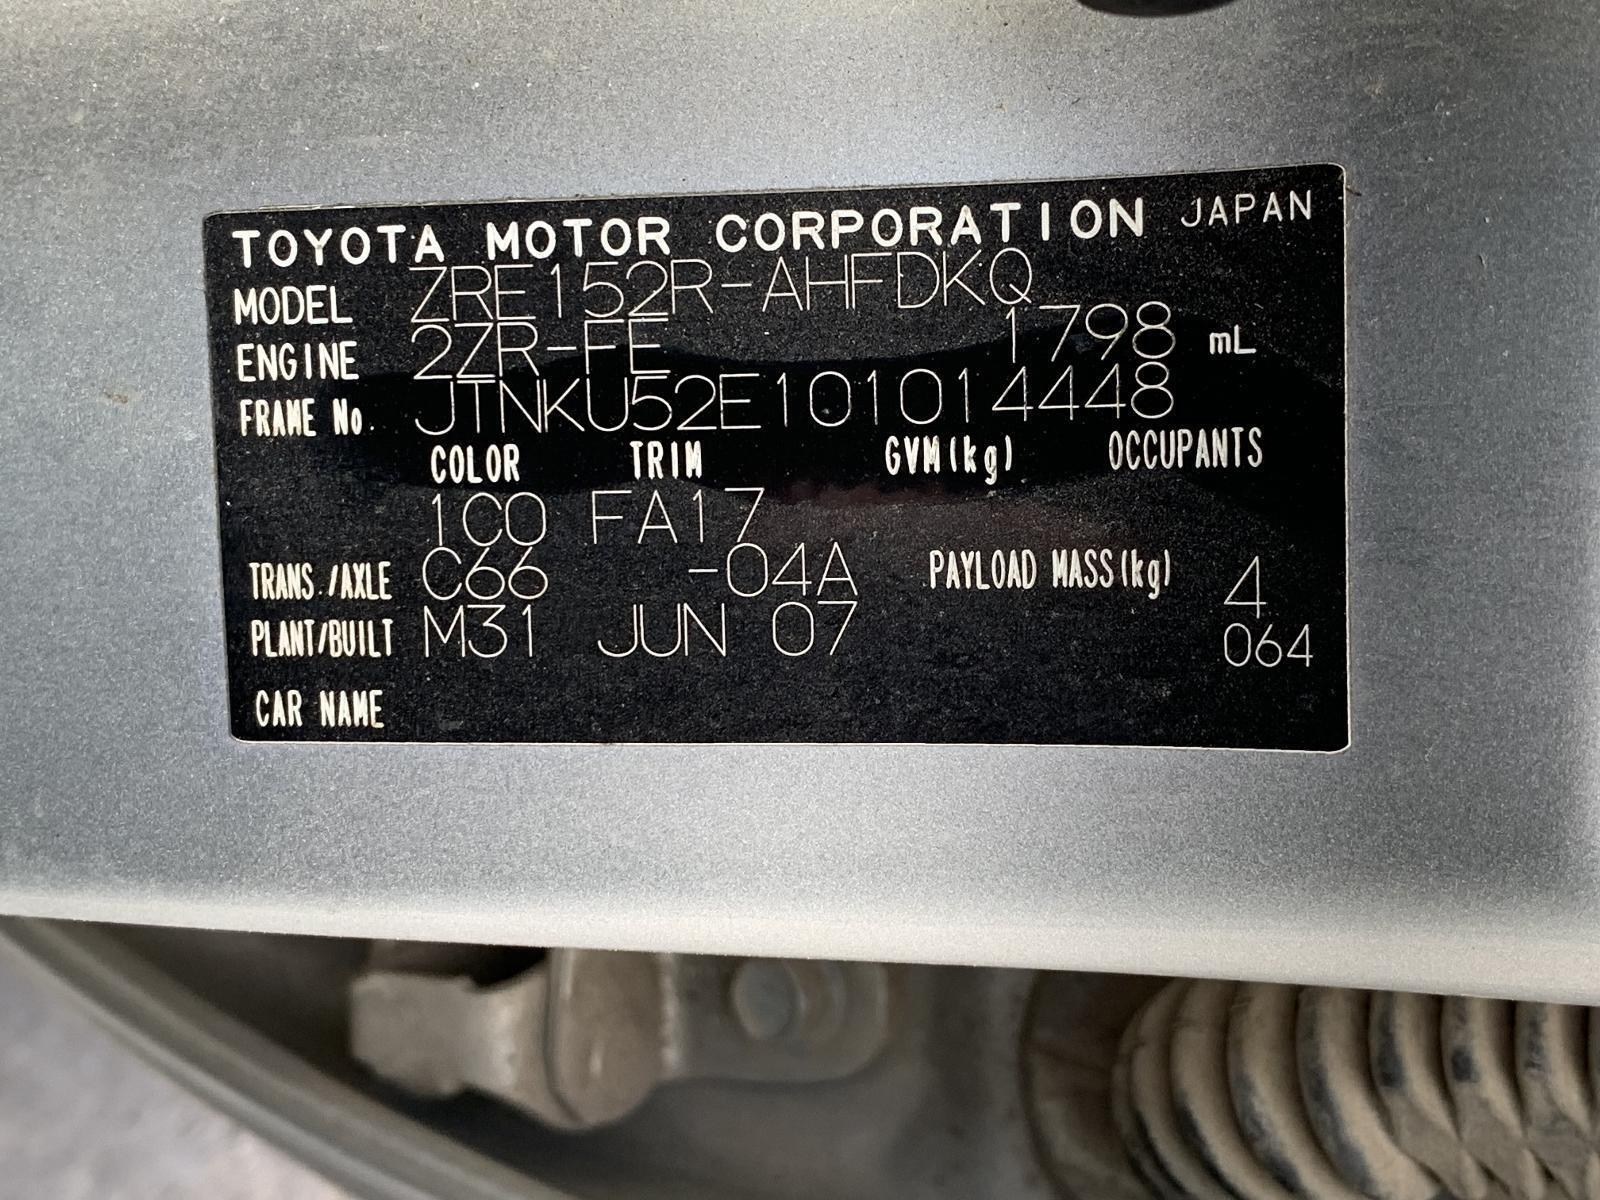 TOYOTA MOTOR CORPORATION JAPAN
MODEL ZRE152R-AHFDKQ
ENGINE 2ZR-FE 1798 mL
FRAME No. JTNKU52E101014448
COLOR TRIM GVM(kg) OCCUPANTS
1C0 FA17
TRANS./AXLE C66 -04A PAYLOAD MASS(kg) 4
PLANT/BUILT M31 JUN 07 064
CAR NAME